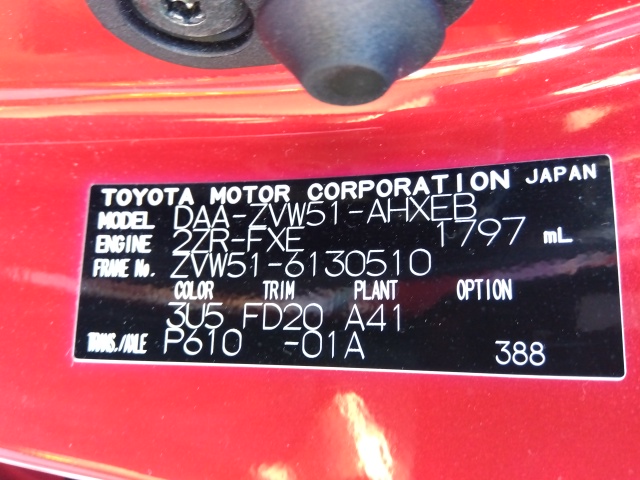 TOYOTA MOTOR CORPORATION JAPAN
MODEL DAA-ZVW51-AHXEB
ENGINE 2ZR-FXE 1797 mL
FRAME No. ZVW51-6130510
COLOR TRIM PLANT OPTION
3U5 FD20 A41
TRANS./AXLE P610 -01A 388